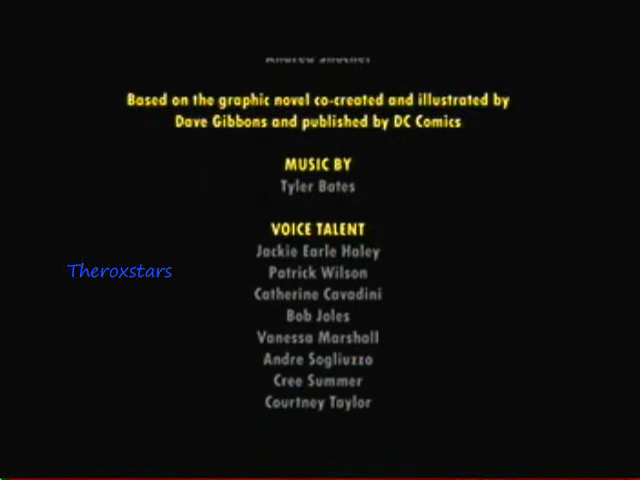 Based on the graphic novel co-created and illustrated by
Dave Gibbons and published by DC Comics
MUSIC BY
Tyler Bates
VOICE TALENT
Jackie Earle Haley
Theroxstars
Patrick Wilson
Catherine Cavadini
Bob Joles
Vanessa Marshall
Andre Sogliuzzo
Cree Summer
Courtney Taylor